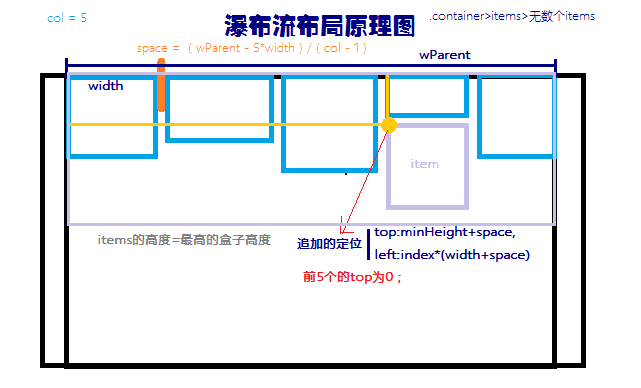 col = 5
瀑布流布局原理图
.container>items>无数个items
space = （wParent - 5*width ) / ( col - 1 )
wParent
width
item
items的高度=最高的盒子高度
追加的定位
top:minHeight+space,
left:index*(width+space)
前5个的top为0；